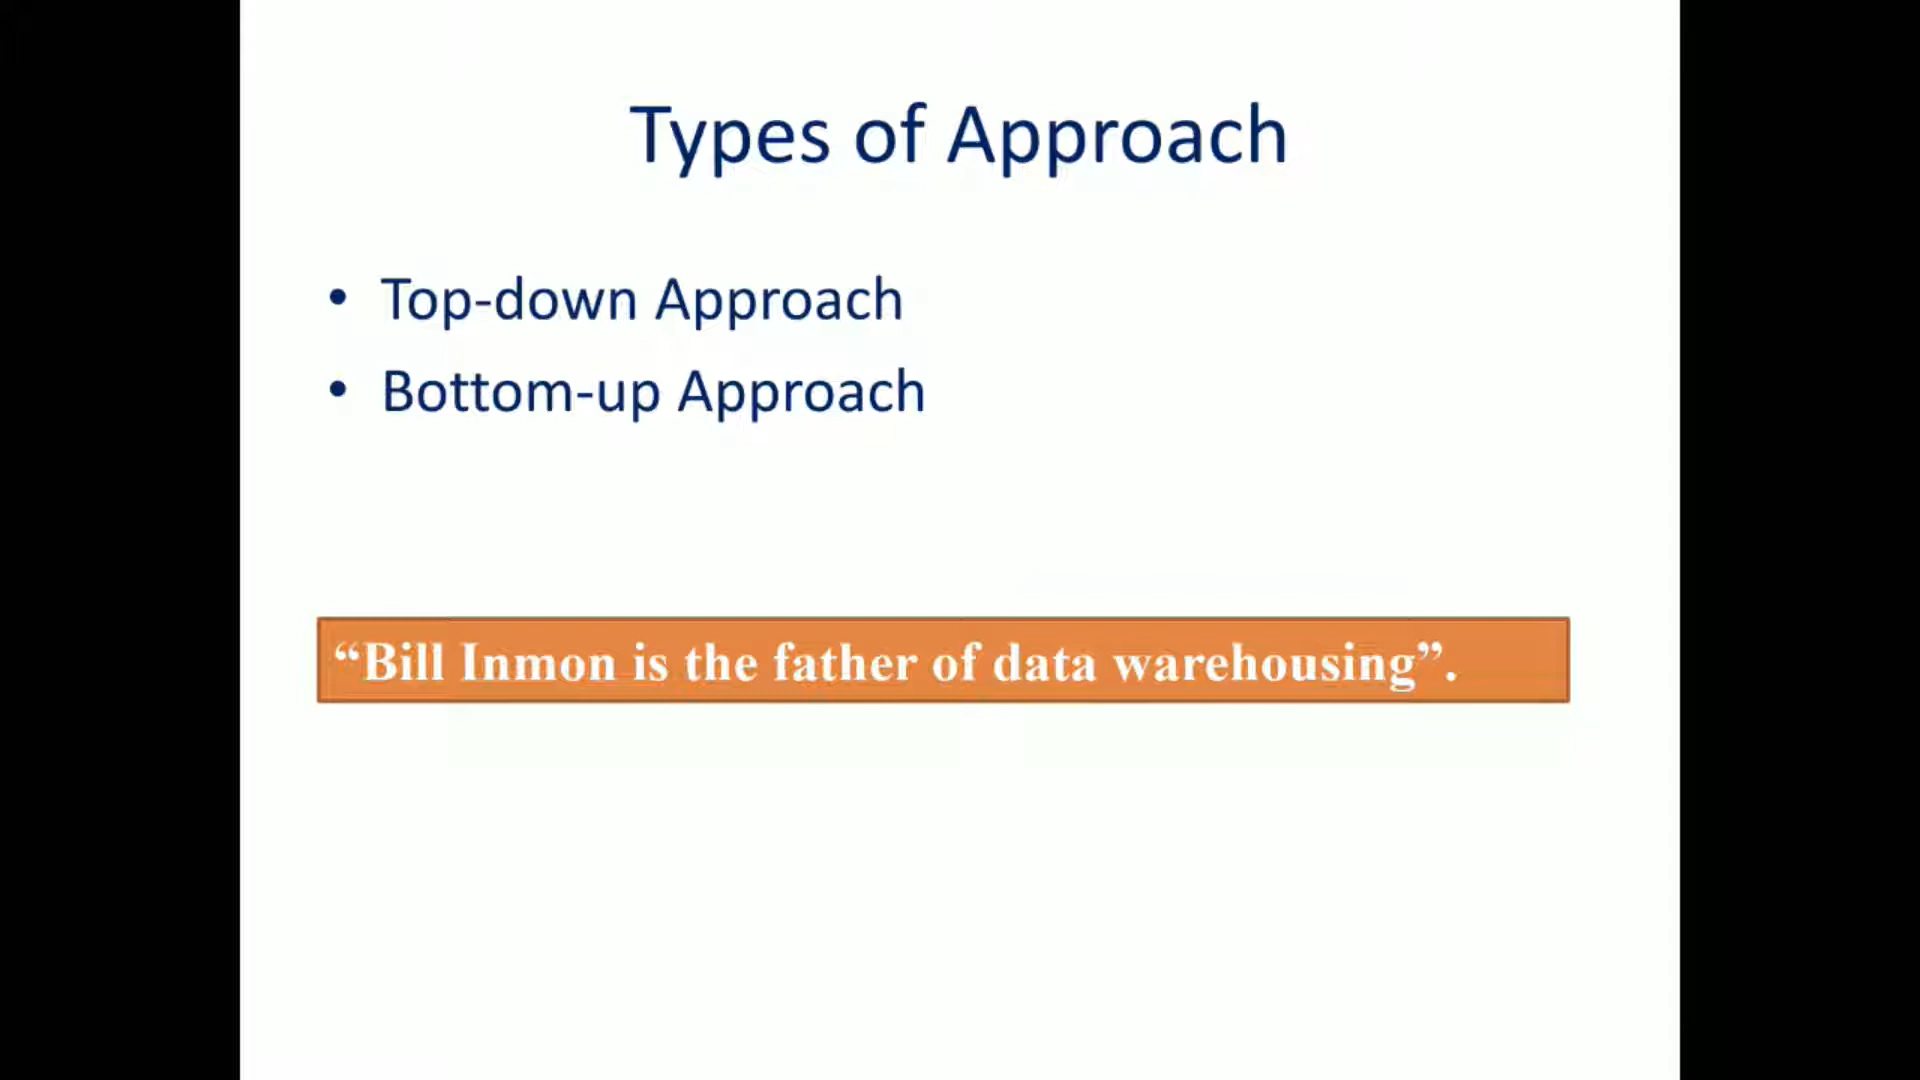 Types of Approach
• Top-down Approach
• Bottom-up Approach
“Bill Inmon is the father of data warehousing”.